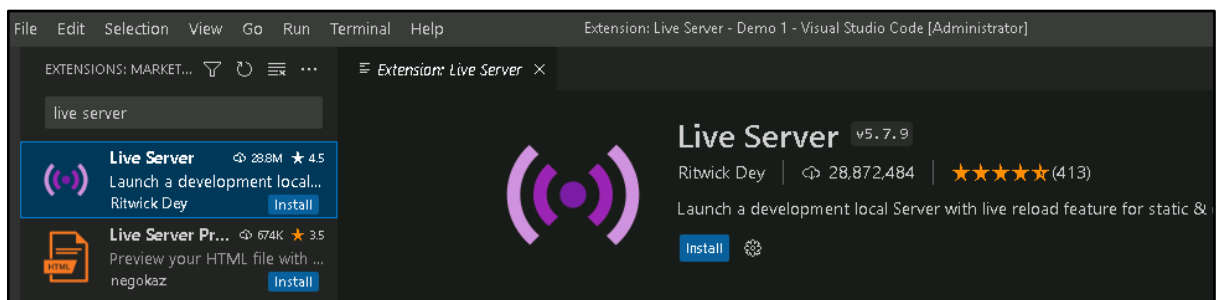 File Edit Selection View Go Run Terminal Help Extension: Live Server - Demo 1 - Visual Studio Code [Administrator]
EXTENSIONS: MARKET... Extension: Live Server
live server
Live Server 28.8M 4.5
Launch a development local...
Ritwick Dey Install
HTML
Live Server Pr... 674K 3.5
Preview your HTML file with ...
negokaz Install
Live Server v5.7.9
Ritwick Dey 28,872,484 (413)
Launch a development local Server with live reload feature for static &
Install